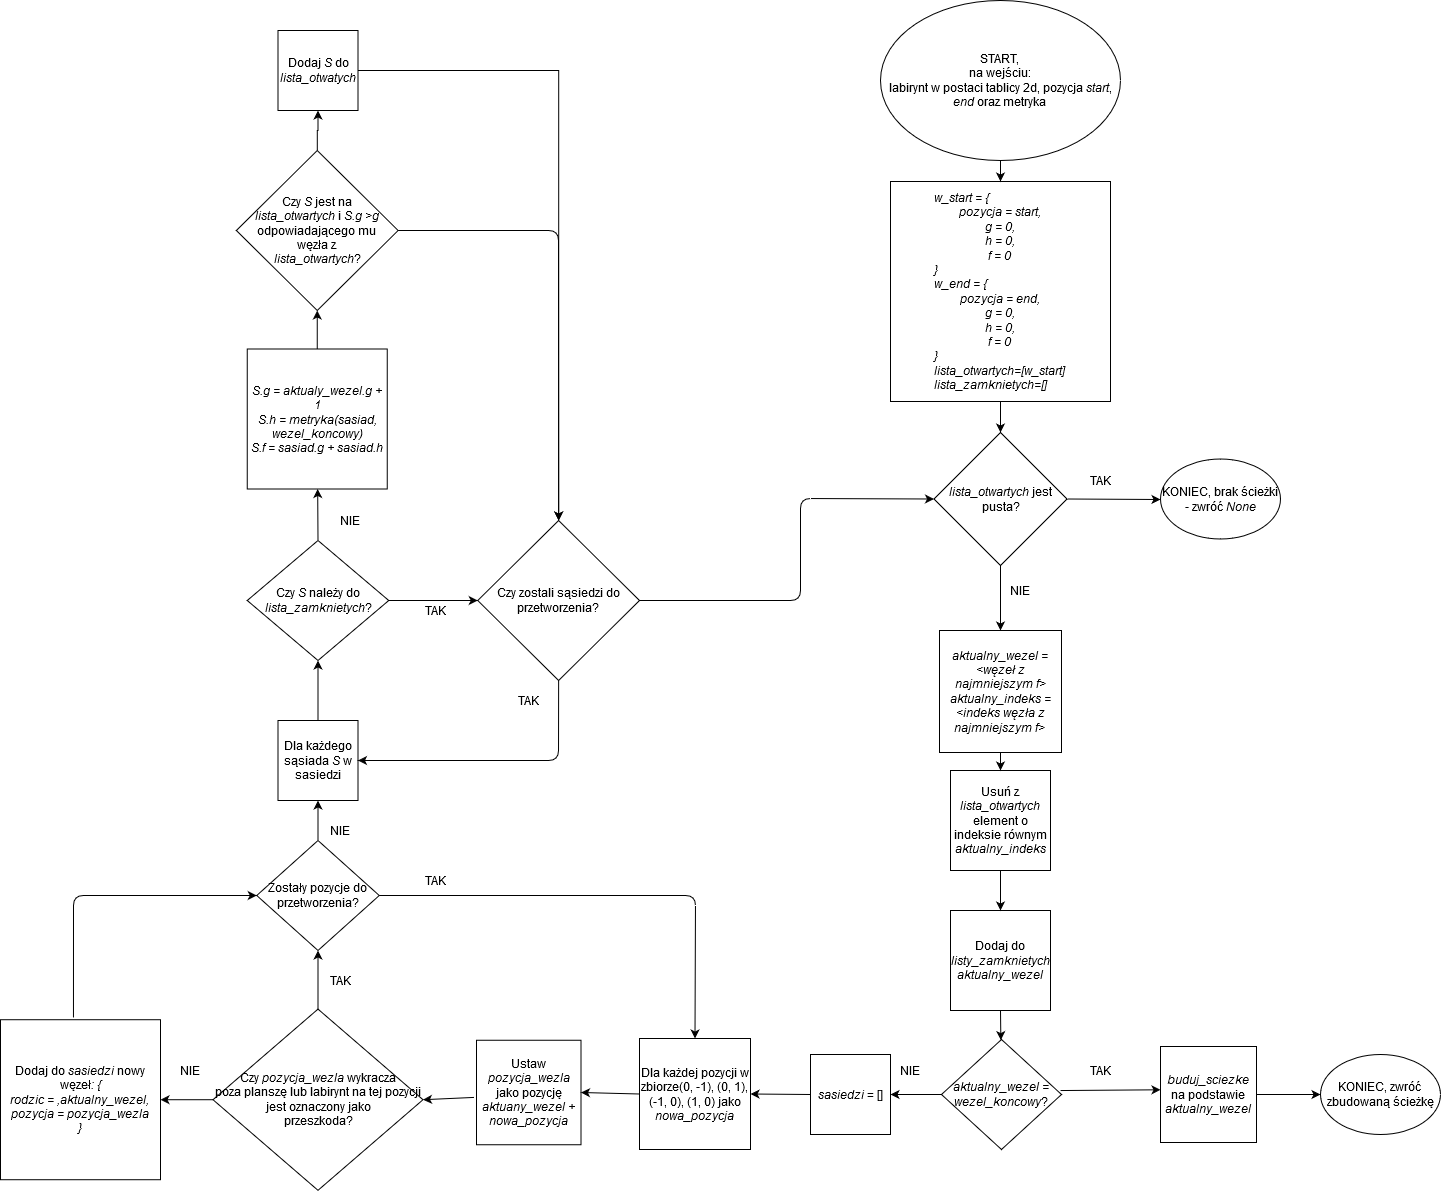 START,
na wejściu:
labirynt w postaci tablicy 2d, pozycja start,
end oraz metryka
w_start = {
pozycja = start,
g = 0,
h = 0,
f = 0
}
w_end = {
pozycja = end,
g = 0,
h = 0,
f = 0
}
lista_otwartych=[w_start]
lista_zamknietych=[]
lista_otwartych jest
pusta?
TAK
KONIEC, brak ścieżki
- zwróć None
NIE
aktualny_wezel =
<węzeł z
najmniejszym f>
aktualny_indeks =
<indeks węzła z
najmniejszym f>
Usuń z
lista_otwartych
element o
indeksie równym
aktualny_indeks
Dodaj do
listy_zamknietych
aktualny_wezel
aktualny_wezel =
wezel_koncowy?
TAK
buduj_sciezke
na podstawie
aktualny_wezel
KONIEC, zwróć
zbudowaną ścieżkę
NIE
sasiedzi = []
Dla każdej pozycji w
zbiorze(0, -1), (0, 1),
(-1, 0), (1, 0) jako
nowa_pozycja
Ustaw
pozycja_wezla
jako pozycję
aktuany_wezel +
nowa_pozycja
Czy pozycja_wezla wykracza
poza planszę lub labirynt na tej pozycji
jest oznaczony jako
przeszkoda?
NIE
Dodaj do sasiedzi nowy
węzeł: {
rodzic = ,aktualny_wezel,
pozycja = pozycja_wezla
}
TAK
Zostały pozycje do
przetworzenia?
TAK
NIE
Dla każdego
sąsiada S w
sasiedzi
Czy S należy do
lista_zamknietych?
TAK
NIE
S.g = aktualy_wezel.g +
1
S.h = metryka(sasiad,
wezel_koncowy)
S.f = sasiad.g + sasiad.h
Czy S jest na
lista_otwartych i S.g >g
odpowiadającego mu
węzła z
lista_otwartych?
Dodaj S do
lista_otwatych
Czy zostali sąsiedzi do
przetworzenia?
TAK